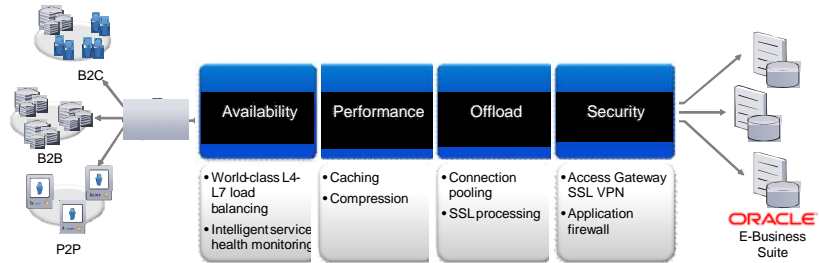 B2C
B2B
P2P
Availability
Performance
Offload
Security
• World-class L4-
L7 load
balancing
• Intelligent service
health monitoring
• Caching
• Compression
• Connection
pooling
• SSL processing
• Access Gateway
SSL VPN
• Application
firewall
ORACLE
E-Business
Suite